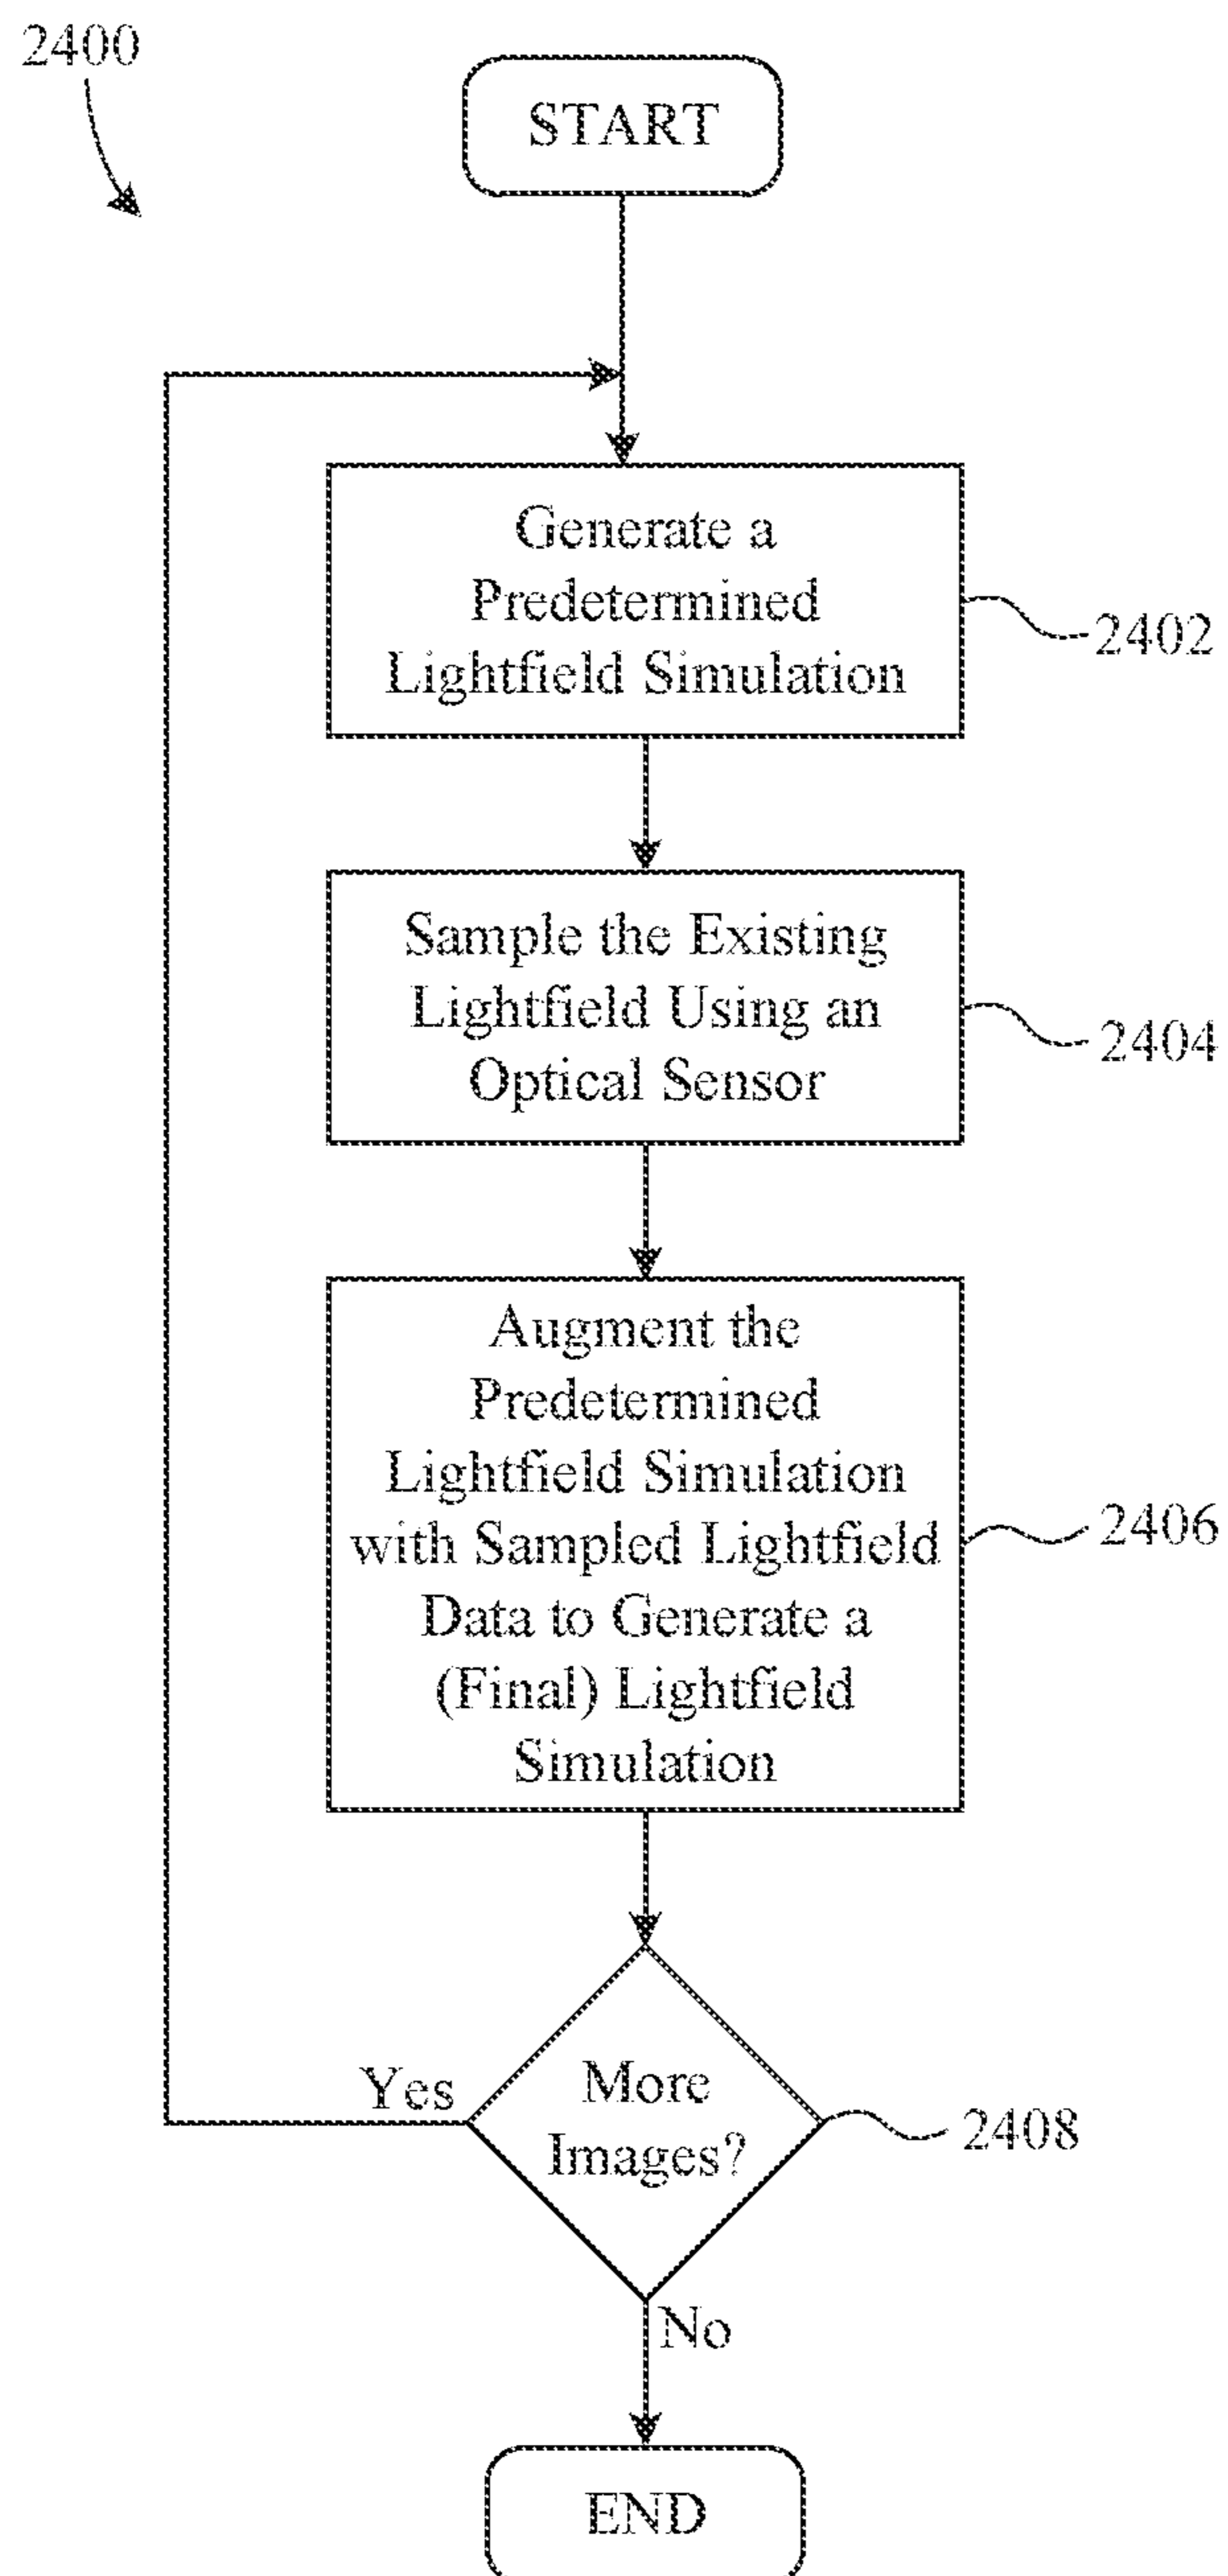 2400
START
Generate a
Predetermined
Lightfield Simulation
2402
Sample the Existing
Lightfield Using an
Optical Sensor
2404
Augment the
Predetermined
Lightfield Simulation
with Sampled Lightfield
Data to Generate a
(Final) Lightfield
Simulation
2406
Yes
More
Images?
2408
No
END